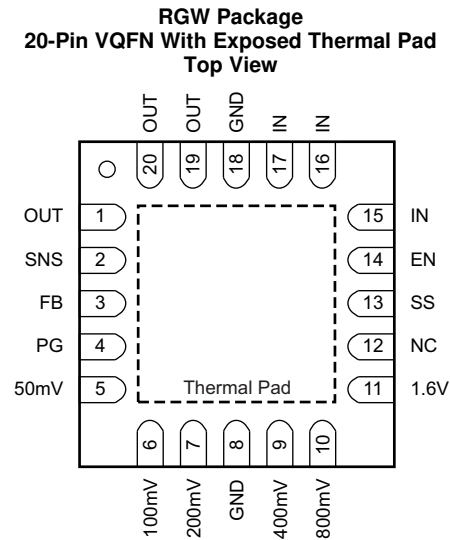 RGW Package
20-Pin VQFN With Exposed Thermal Pad
Top View
OUT
OUT
GND
IN
IN
20
19
18
17
16
OUT 1
15 IN
SNS 2
14 EN
FB 3
13 SS
PG 4
12 NC
50mV 5
Thermal Pad
11 1.6V
6
7
8
9
10
100mV
200mV
GND
400mV
800mV